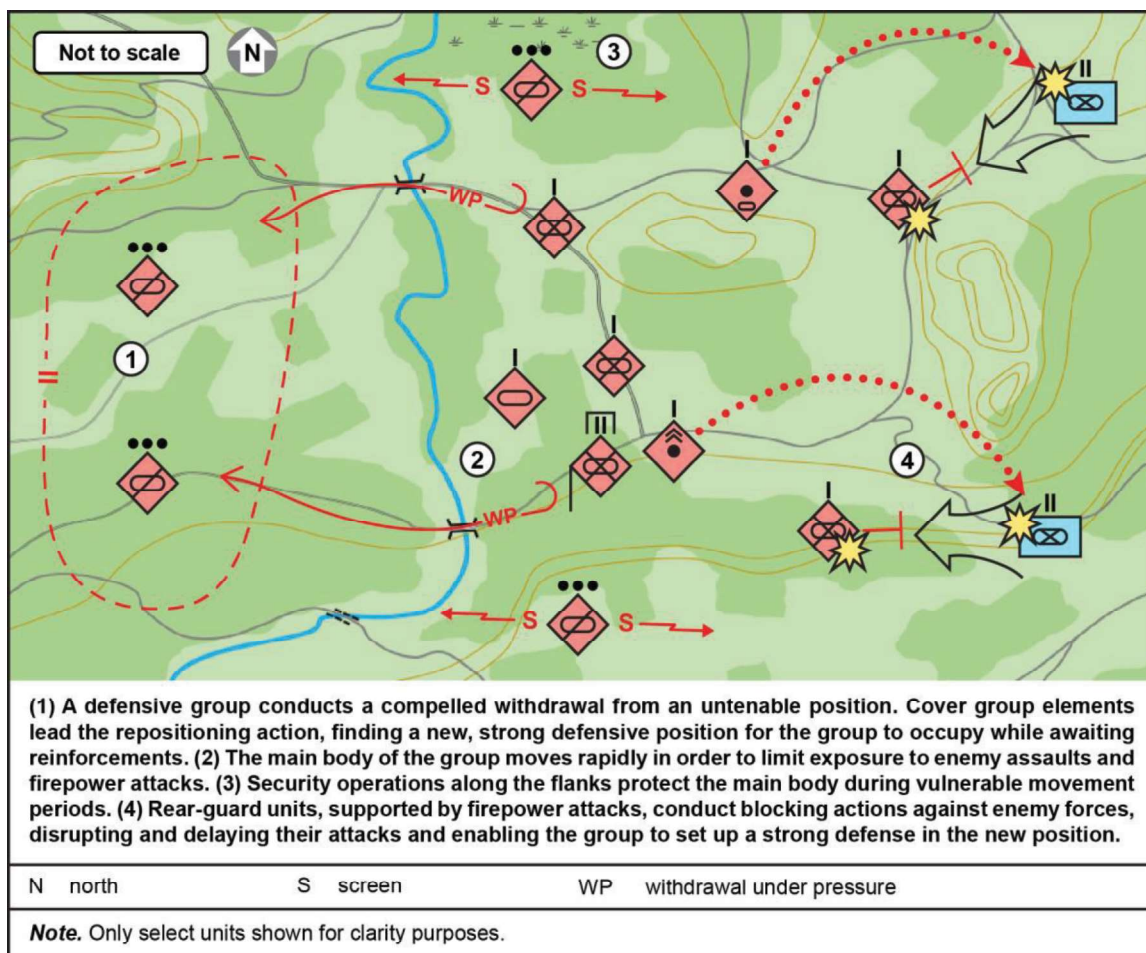 Not to scale
N
3
S
S
II
I
I
WP
I
1
II
I
I
I
II
2
4
I
II
WP
S
S
(1) A defensive group conducts a compelled withdrawal from an untenable position. Cover group elements
lead the repositioning action, finding a new, strong defensive position for the group to occupy while awaiting
reinforcements. (2) The main body of the group moves rapidly in order to limit exposure to enemy assaults and
firepower attacks. (3) Security operations along the flanks protect the main body during vulnerable movement
periods. (4) Rear-guard units, supported by firepower attacks, conduct blocking actions against enemy forces,
disrupting and delaying their attacks and enabling the group to set up a strong defense in the new position.
N north S screen WP withdrawal under pressure
Note. Only select units shown for clarity purposes.